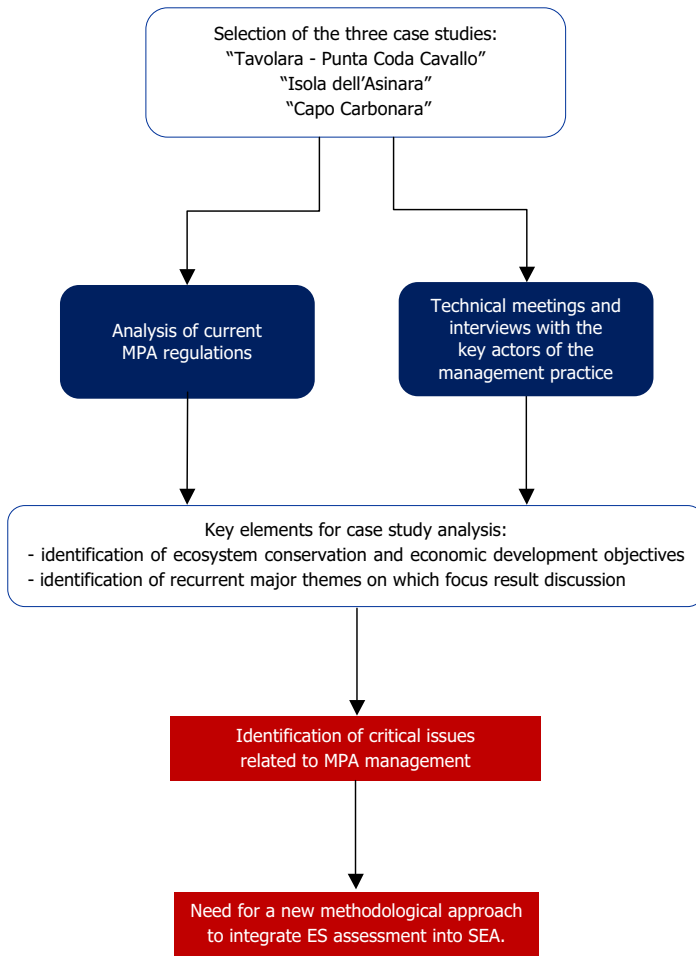 Selection of the three case studies:
“Tavolara - Punta Coda Cavallo”
“Isola dell’Asinara”
“Capo Carbonara”
Analysis of current
MPA regulations
Technical meetings and
interviews with the
key actors of the
management practice
Key elements for case study analysis:
- identification of ecosystem conservation and economic development objectives
- identification of recurrent major themes on which focus result discussion
Identification of critical issues
related to MPA management
Need for a new methodological approach
to integrate ES assessment into SEA.